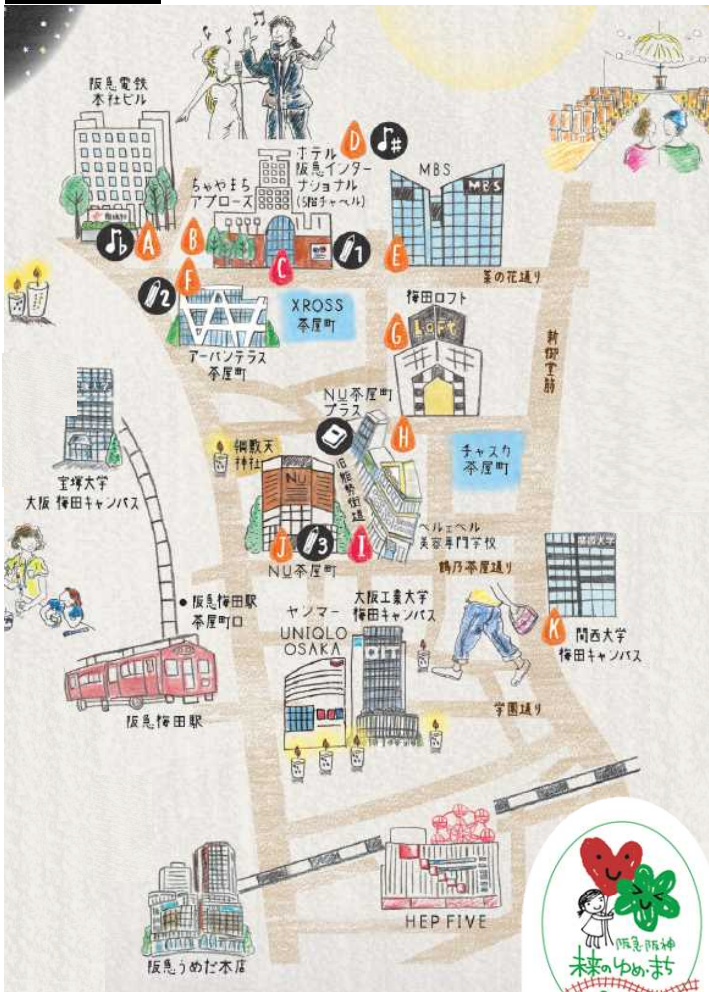 阪急電鉄
本社ビル
ホテル
阪急インター
ナショナル
(5階チャペル)
D
♪#
MBS
MBS
ちゃやまち
アプローズ
♪b
A
B
C
1
E
菜の花通り
2
F
XROSS
茶屋町
梅田ロフト
G
LOFT
新御堂筋
アーバンテラス
茶屋町
NU茶屋町
プラス
H
綱敷天
神社
NU
旧能勢街道
チャスカ
茶屋町
宝塚大学
大阪 梅田キャンパス
J
3
I
NU茶屋町
ベルェベル
美容専門学校
鶴乃茶屋通り
関西大学
K
関西大学
梅田キャンパス
阪急梅田駅
茶屋町口
ヤンマー
UNIQLO
OSAKA
大阪工業大学
梅田キャンパス
OIT
阪急梅田駅
学園通り
HEP FIVE
阪急うめだ本店
阪急阪神
未来のゆめ・まち